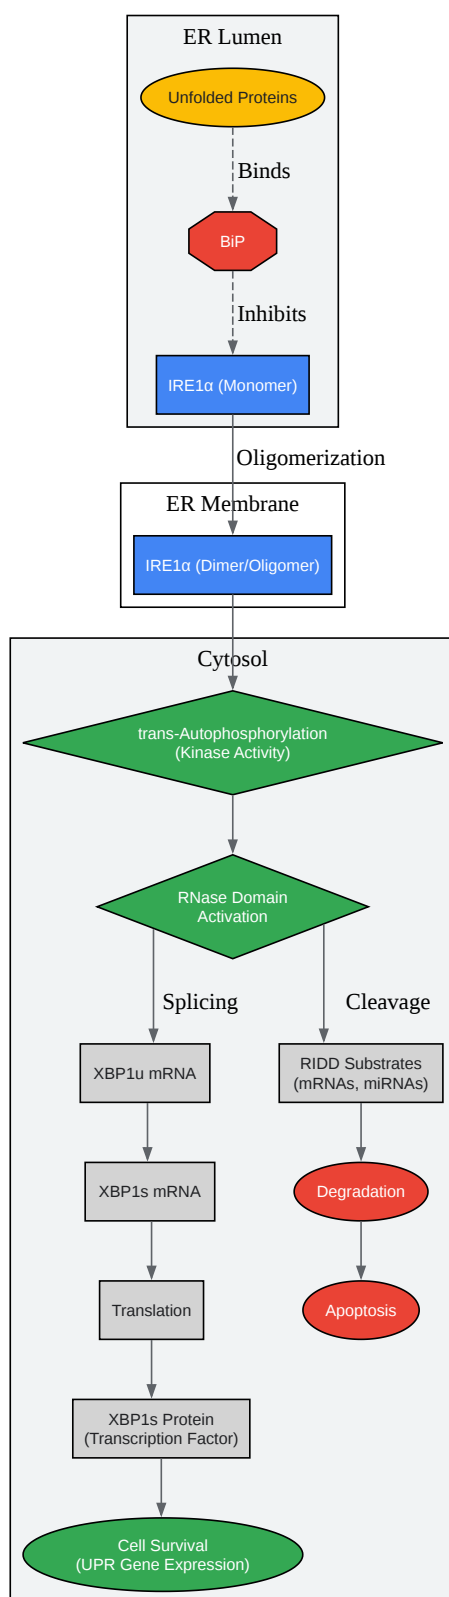 ER Lumen
Unfolded Proteins
Binds
BiP
Inhibits
IRE1α (Monomer)
Oligomerization
ER Membrane
IRE1α (Dimer/Oligomer)
Cytosol
trans-Autophosphorylation
(Kinase Activity)
RNase Domain
Activation
Splicing
Cleavage
XBP1u mRNA
RIDD Substrates
(mRNAs, miRNAs)
XBP1s mRNA
Degradation
Translation
Apoptosis
XBP1s Protein
(Transcription Factor)
Cell Survival
(UPR Gene Expression)